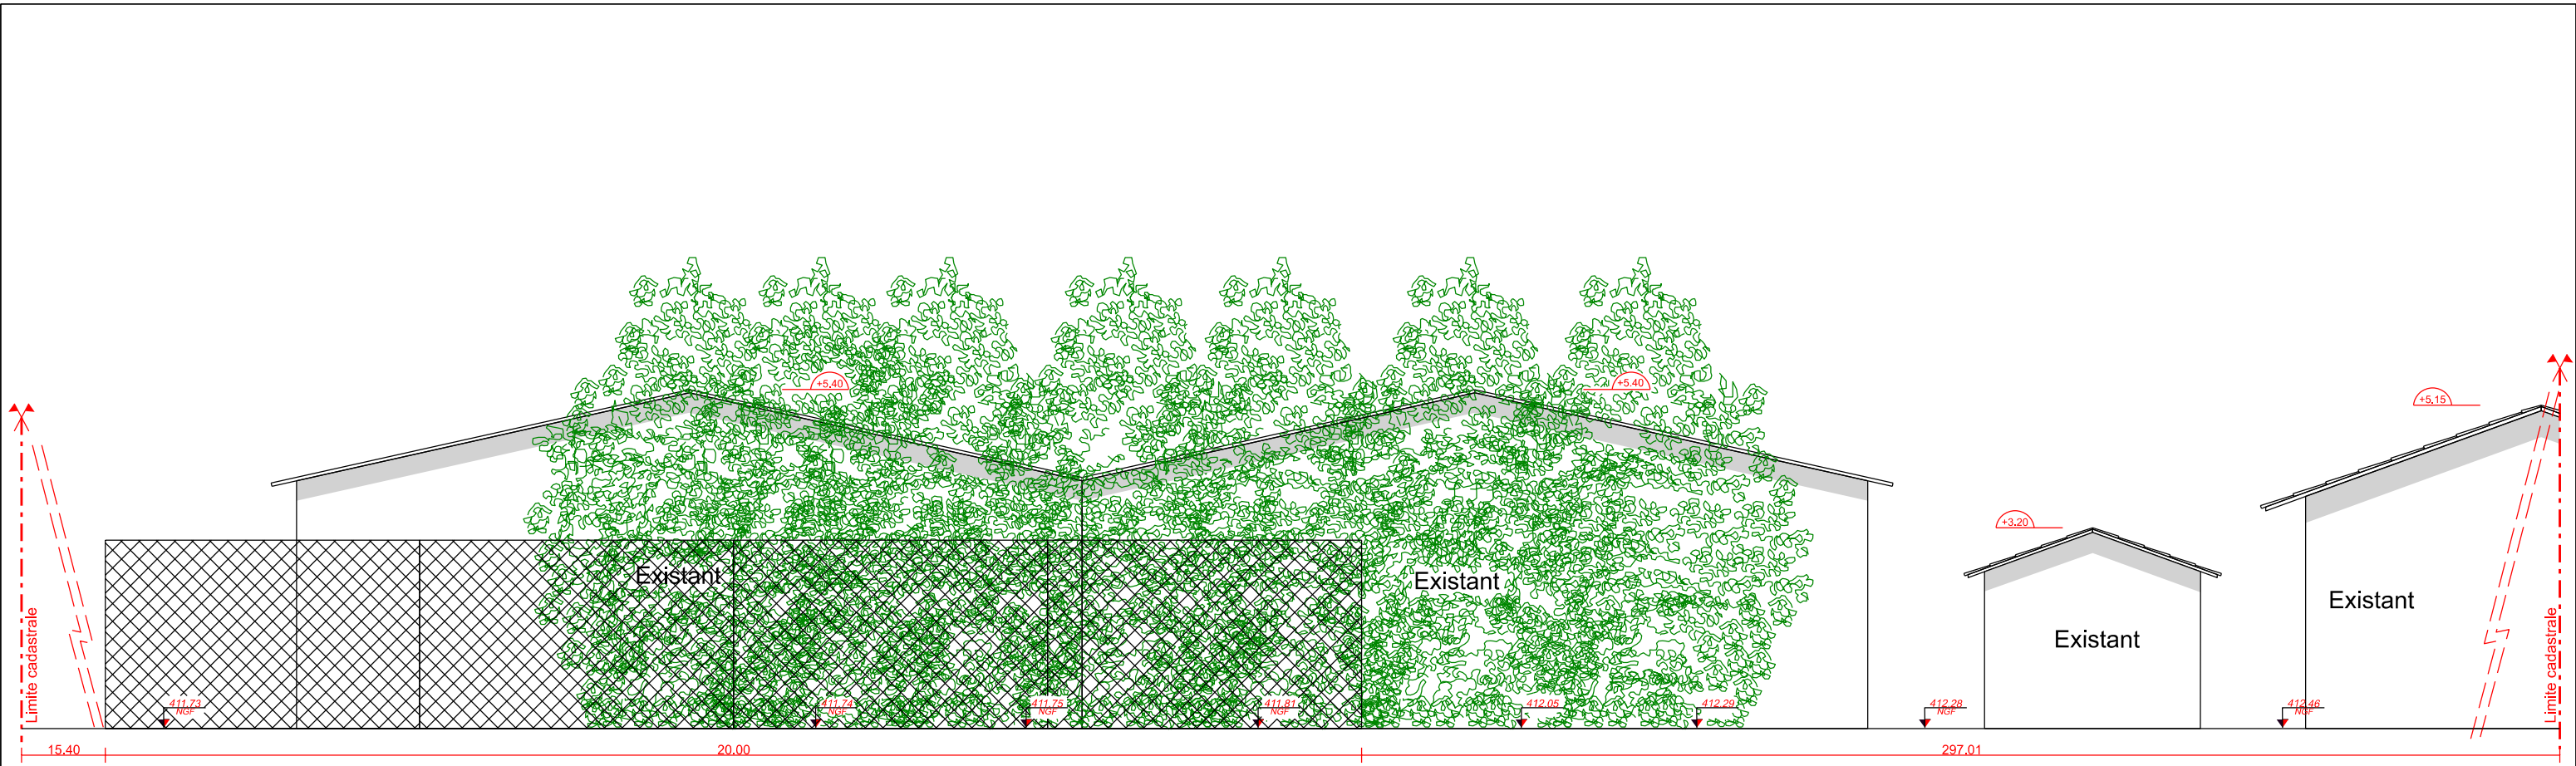 +5.40
+5.40
+5.15
+3.20
Existant
Existant
Existant
Existant
Limite cadastrale
Limite cadastrale
411.73
NGF
411.74
NGF
411.75
NGF
411.81
NGF
412.05
412.29
412.28
NGF
412.46
NGF
15.40
20.00
297.01